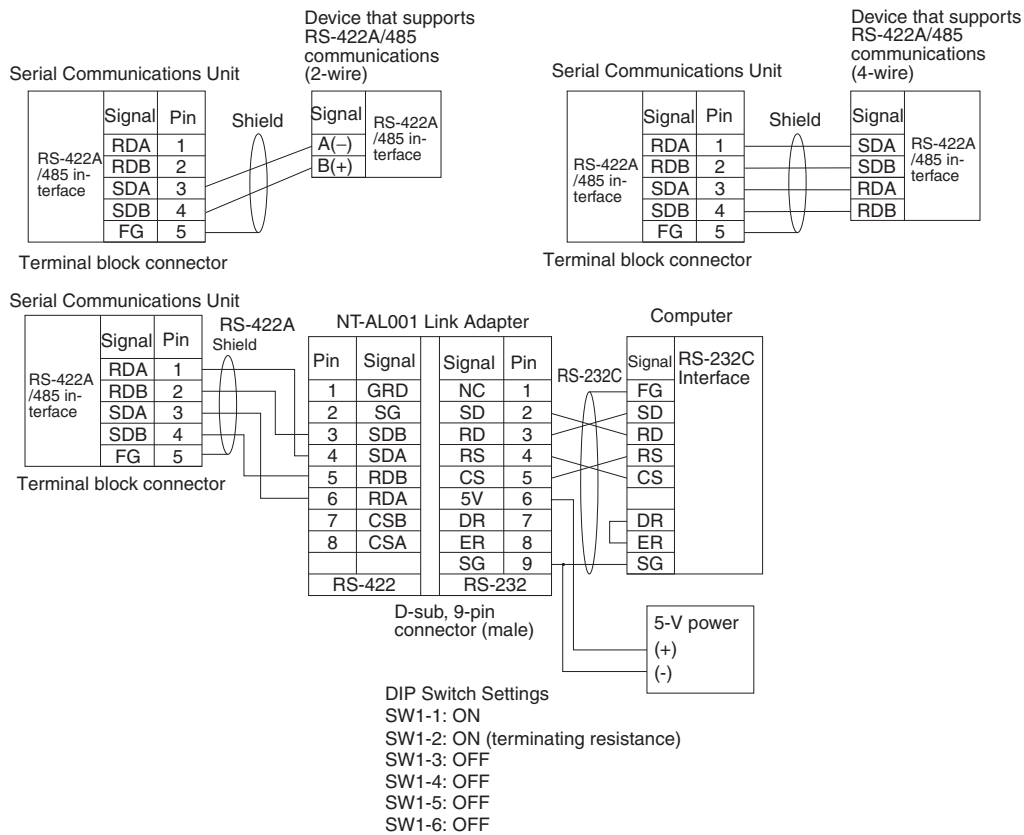 Device that supports
RS-422A/485
communications
(2-wire)
Serial Communications Unit
Signal Pin
Shield
Signal
RS-422A
/485 in-
terface
RDA 1
RDB 2
SDA 3
SDB 4
FG 5
A(−)
B(+)
RS-422A
/485 in-
terface
Terminal block connector
Device that supports
RS-422A/485
communications
(4-wire)
Serial Communications Unit
Signal Pin
Shield
Signal
RS-422A
/485 in-
terface
RDA 1
RDB 2
SDA 3
SDB 4
FG 5
SDA
SDB
RDA
RDB
RS-422A
/485 in-
terface
Terminal block connector
Serial Communications Unit
RS-422A
/485 in-
terface
Signal Pin
RDA 1
RDB 2
SDA 3
SDB 4
FG 5
RS-422A
Shield
Terminal block connector
NT-AL001 Link Adapter
Pin Signal
1 GRD
2 SG
3 SDB
4 SDA
5 RDB
6 RDA
7 CSB
8 CSA
RS-422
Signal Pin
NC 1
SD 2
RD 3
RS 4
CS 5
5V 6
DR 7
ER 8
SG 9
RS-232
D-sub, 9-pin
connector (male)
RS-232C
Computer
Signal
RS-232C
Interface
FG
SD
RD
RS
CS
DR
ER
SG
5-V power
(+)
(-)
DIP Switch Settings
SW1-1: ON
SW1-2: ON (terminating resistance)
SW1-3: OFF
SW1-4: OFF
SW1-5: OFF
SW1-6: OFF